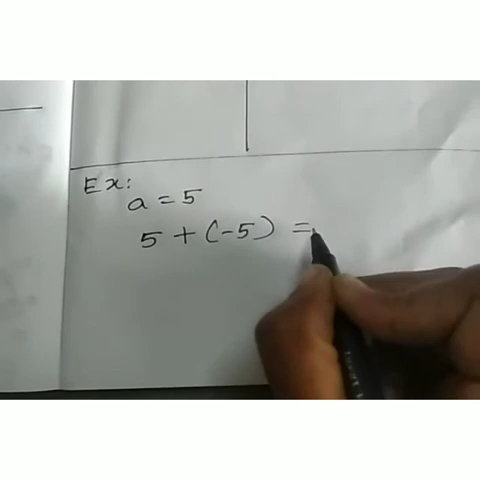 Ex:
a = 5
5 + (-5) =